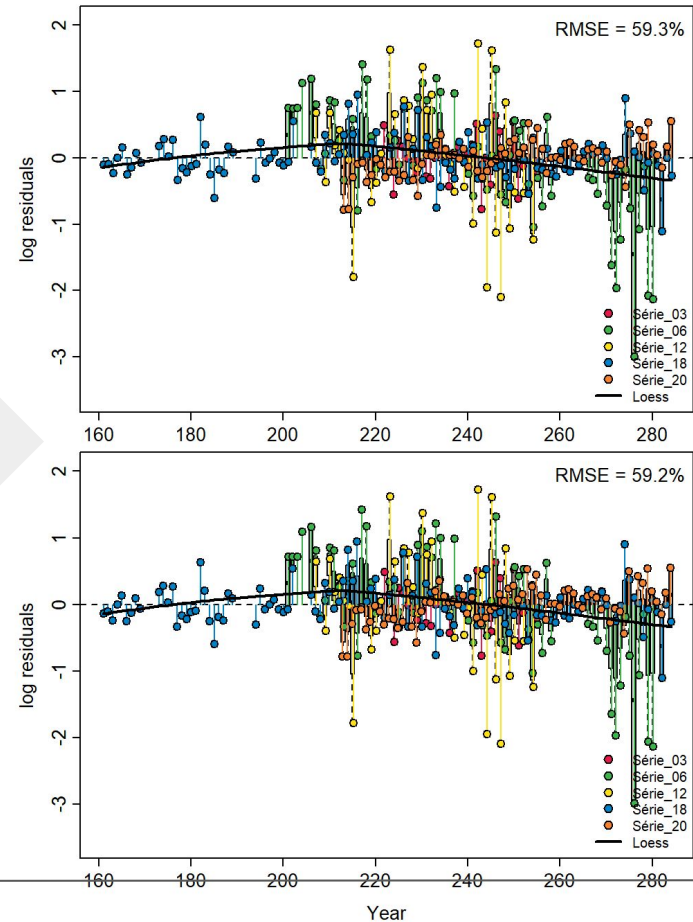 RMSE = 59.3%
2
1
0
-1
-2
-3
log residuals
Série_03
Série_06
Série_12
Série_18
Série_20
Loess
160 180 200 220 240 260 280
RMSE = 59.2%
2
1
0
-1
-2
-3
log residuals
Série_03
Série_06
Série_12
Série_18
Série_20
Loess
160 180 200 220 240 260 280
Year